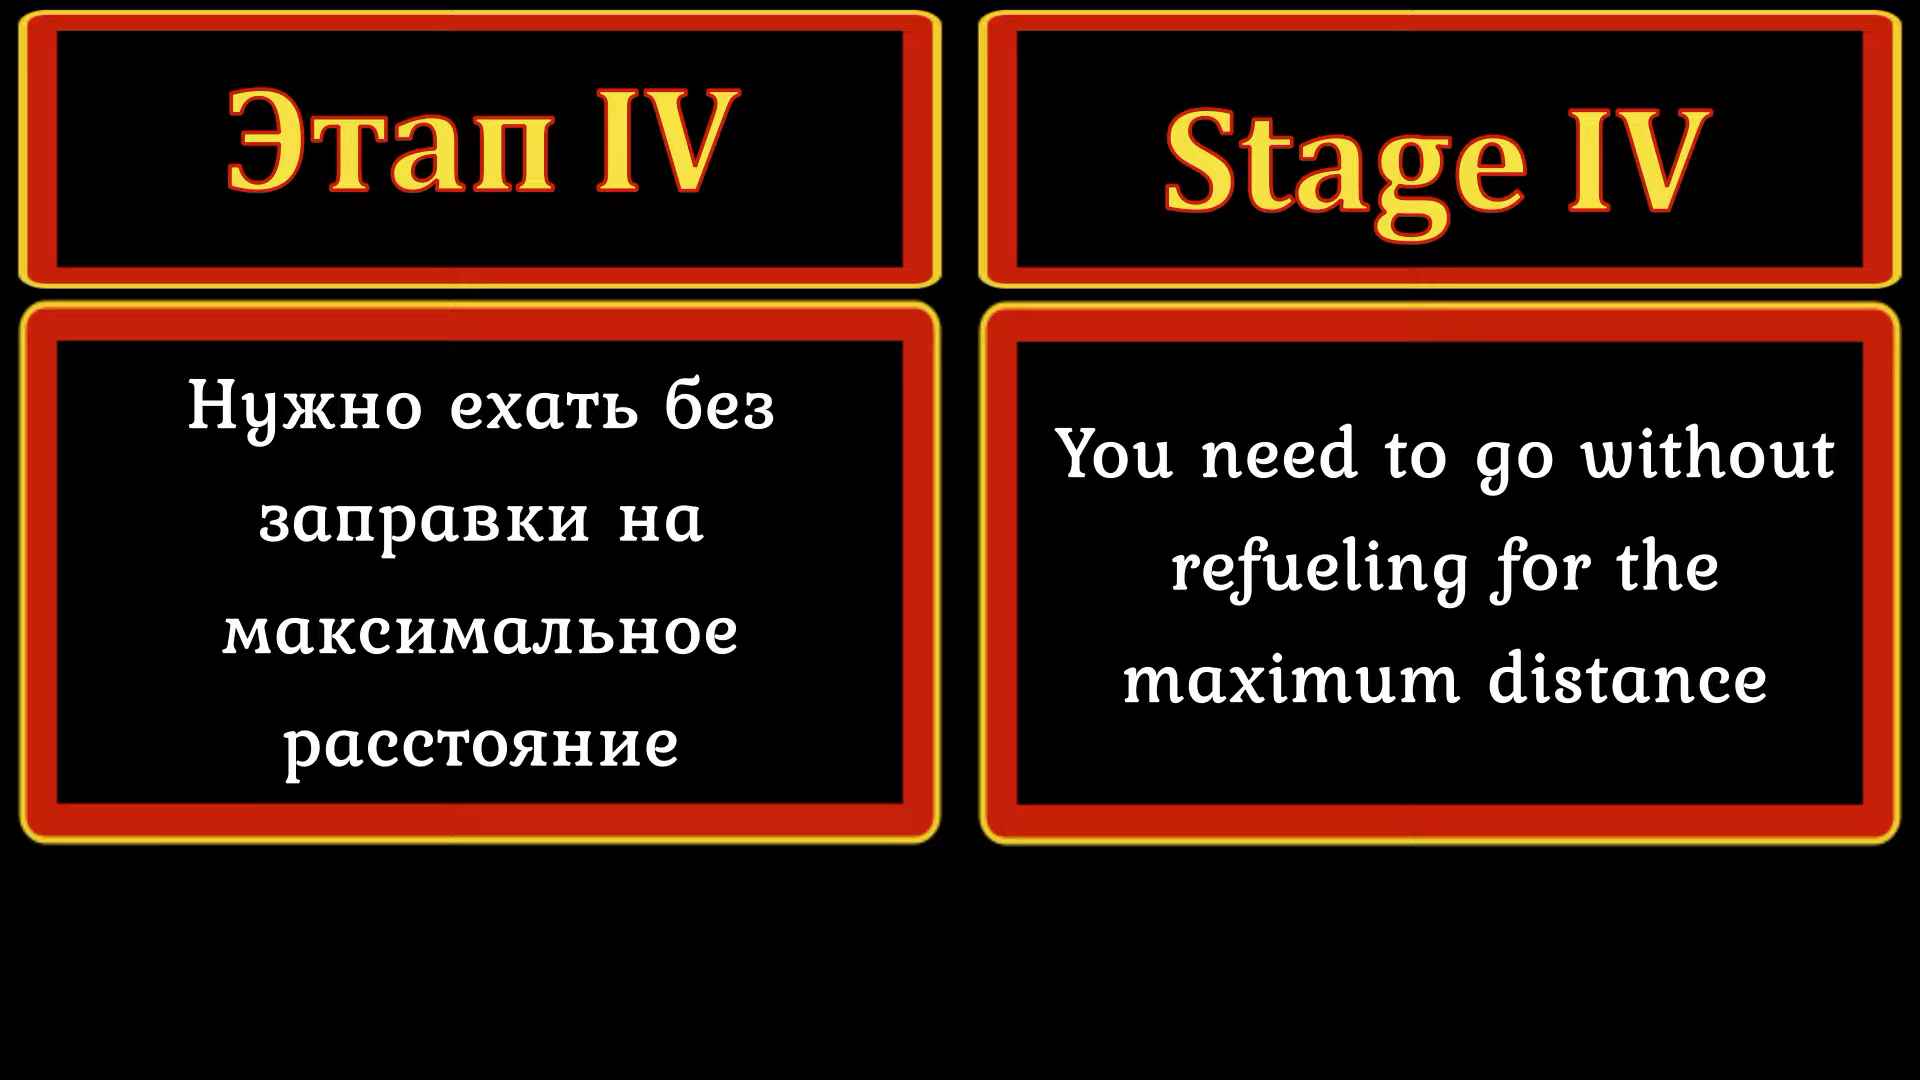 Этап IV
Нужно ехать без
заправки на
максимальное
расстояние
Stage IV
You need to go without
refueling for the
maximum distance